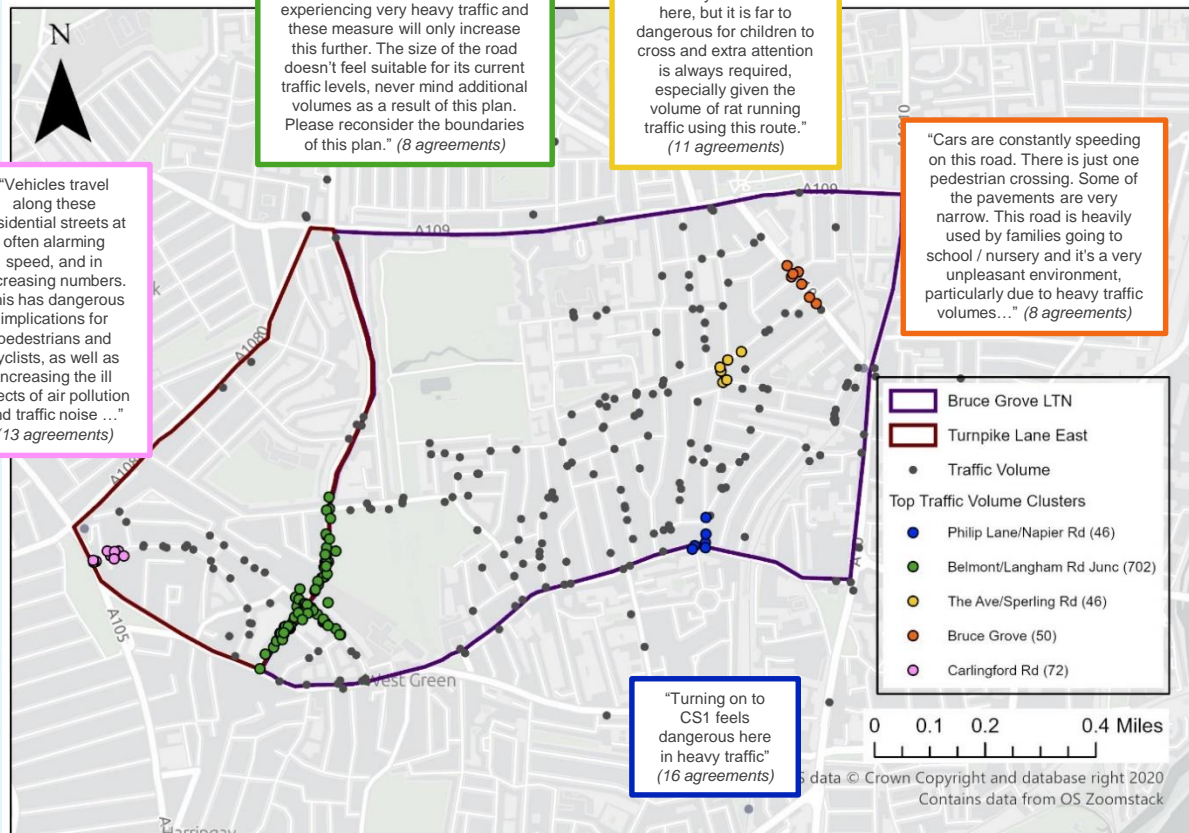 experiencing very heavy traffic and
these measure will only increase
this further. The size of the road
doesn't feel suitable for its current
traffic levels, never mind additional
volumes as a result of this plan.
Please reconsider the boundaries
of this plan." (8 agreements)
here, but it is far to
dangerous for children to
cross and extra attention
is always required,
especially given the
volume of rat running
traffic using this route."
(11 agreements)
"Cars are constantly speeding
on this road. There is just one
pedestrian crossing. Some of
the pavements are very
narrow. This road is heavily
used by families going to
school / nursery and it's a very
unpleasant environment,
particularly due to heavy traffic
volumes…" (8 agreements)
"Vehicles travel
along these
sidential streets at
often alarming
speed, and in
creasing numbers.
his has dangerous
implications for
pedestrians and
yclists, as well as
ncreasing the ill
ects of air pollution
nd traffic noise …"
(13 agreements)
"Turning on to
CS1 feels
dangerous here
in heavy traffic"
(16 agreements)
N
A109
A109
A1080
A108
A105
West Green
Harringay
Bruce Grove LTN
Turnpike Lane East
Traffic Volume
Top Traffic Volume Clusters
Philip Lane/Napier Rd (46)
Belmont/Langham Rd Junc (702)
The Ave/Sperling Rd (46)
Bruce Grove (50)
Carlingford Rd (72)
0 0.1 0.2 0.4 Miles
data © Crown Copyright and database right 2020
Contains data from OS Zoomstack